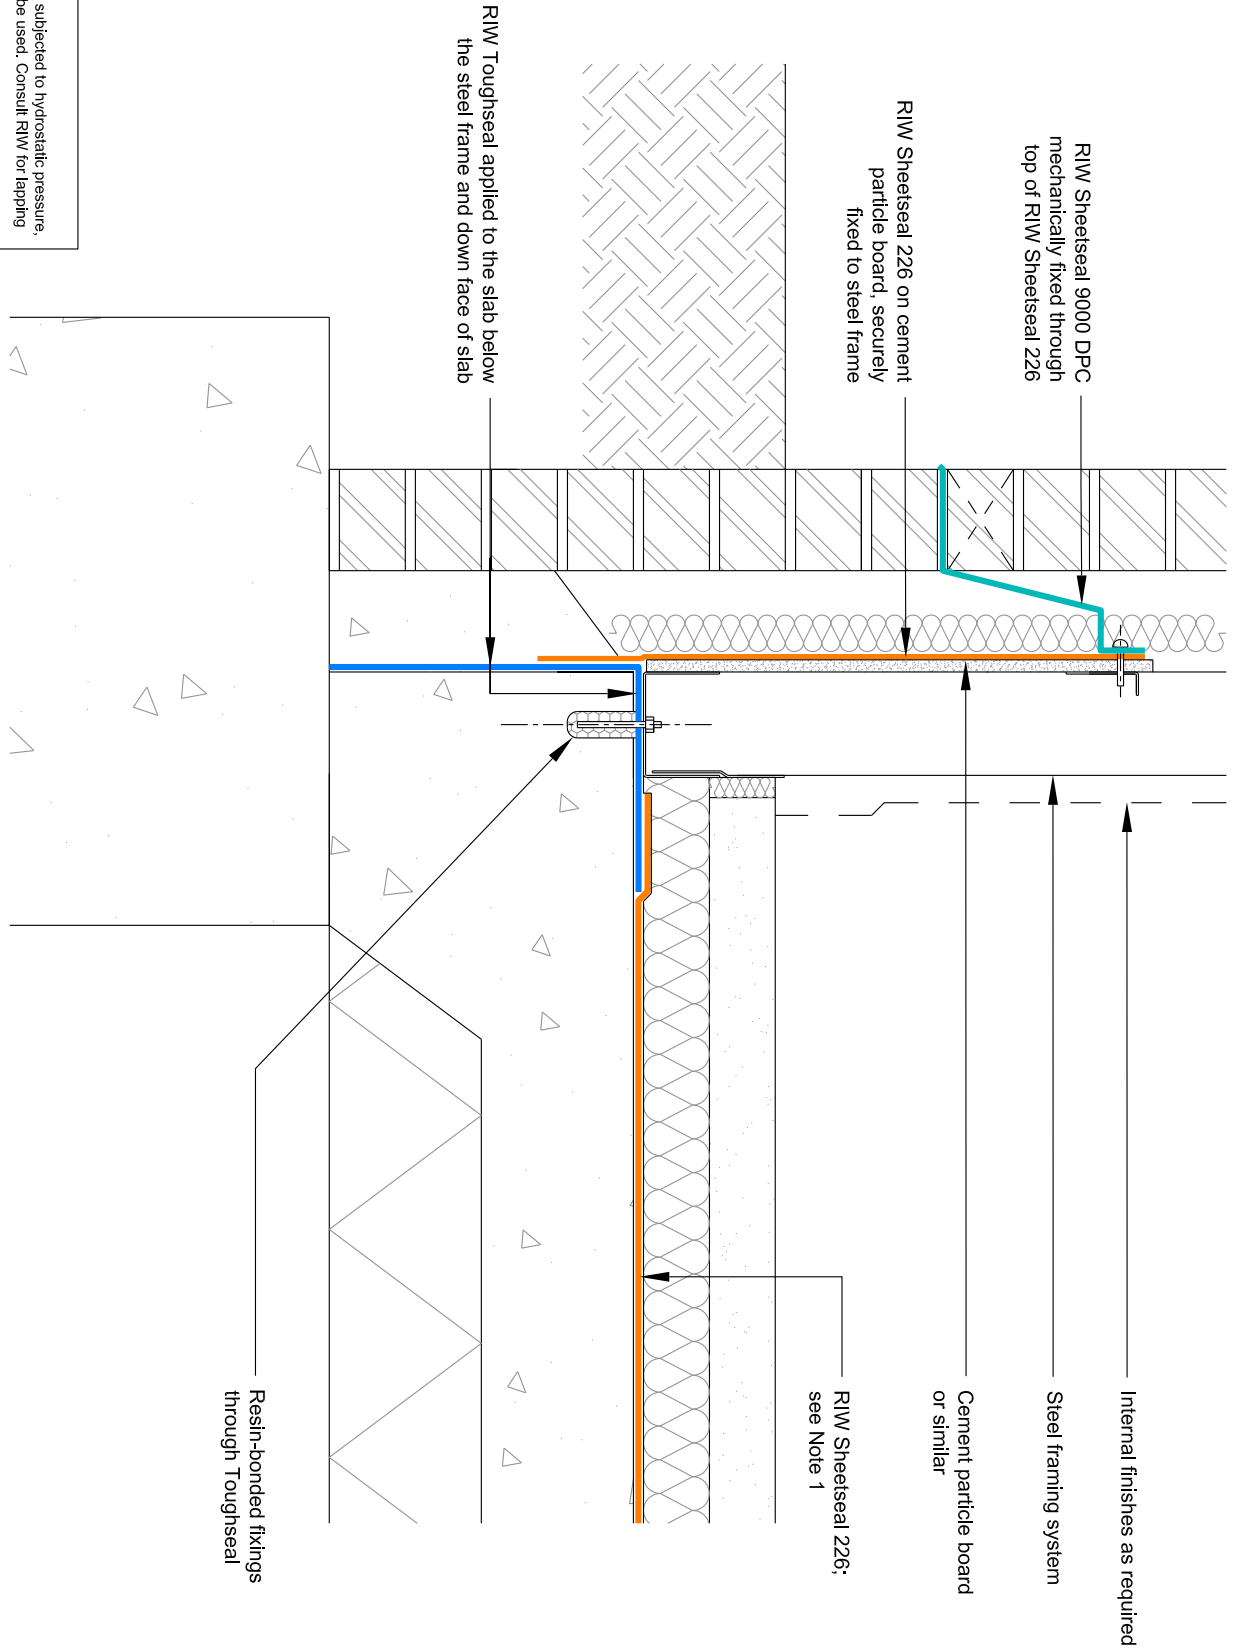 RIW Sheetseal 9000 DPC
mechanically fixed through
top of RIW Sheetseal 226
RIW Sheetseal 226 on cement
particle board, securely
fixed to steel frame
RIW Toughseal applied to the slab below
the steel frame and down face of slab
Internal finishes as required
Steel framing system
Cement particle board
or similar
RIW Sheetseal 226;
see Note 1
Resin-bonded fixings
through Toughseal
subjected to hydrostatic pressure,
be used. Consult RIW for lapping